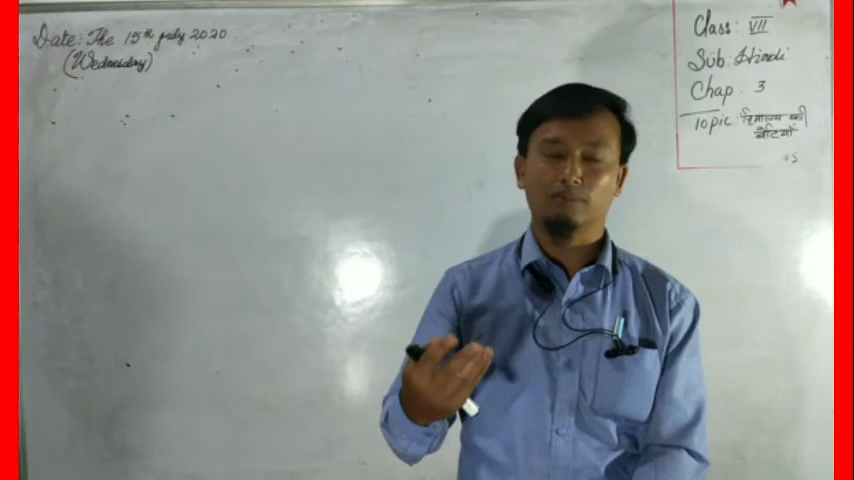 Date: The 15th july 2020
(Wednesday)
Class: VII
Sub: Hindi
Chap: 3
Topic: हिमालय की
बेटियाँ